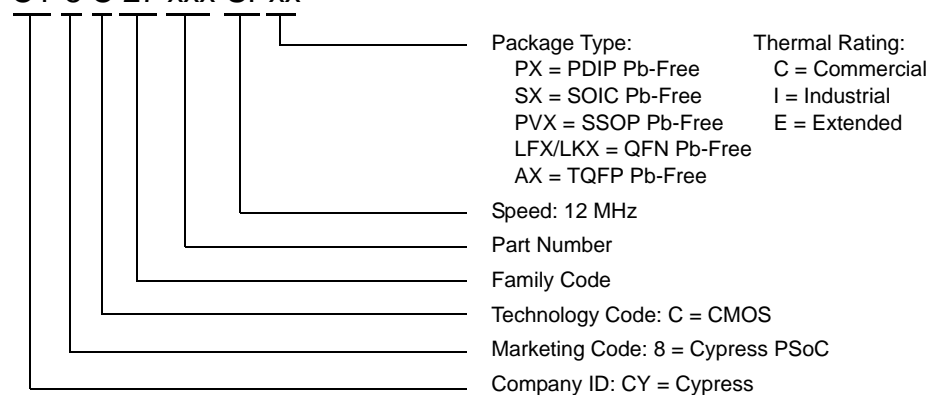 Package Type: Thermal Rating:
PX = PDIP Pb-Free C = Commercial
SX = SOIC Pb-Free I = Industrial
PVX = SSOP Pb-Free E = Extended
LFX/LKX = QFN Pb-Free
AX = TQFP Pb-Free
Speed: 12 MHz
Part Number
Family Code
Technology Code: C = CMOS
Marketing Code: 8 = Cypress PSoC
Company ID: CY = Cypress